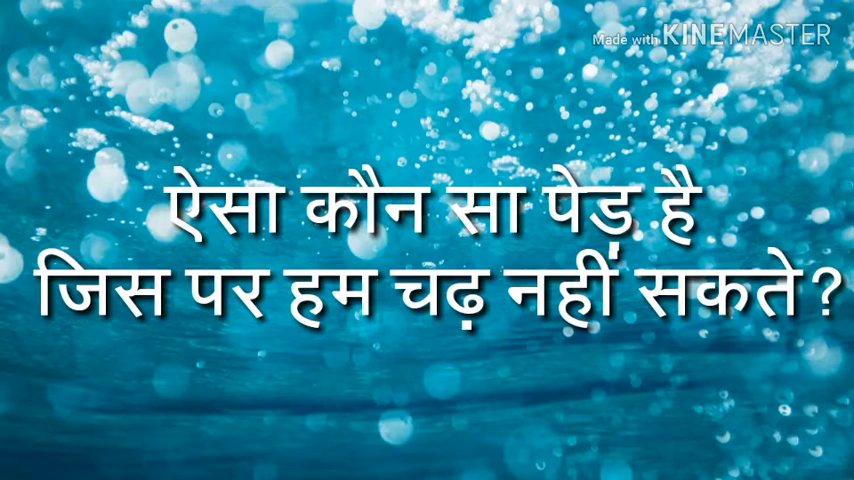 Made with KINEMASTER
ऐसा कौन सा पेड़ है
जिस पर हम चढ़ नहीं सकते?